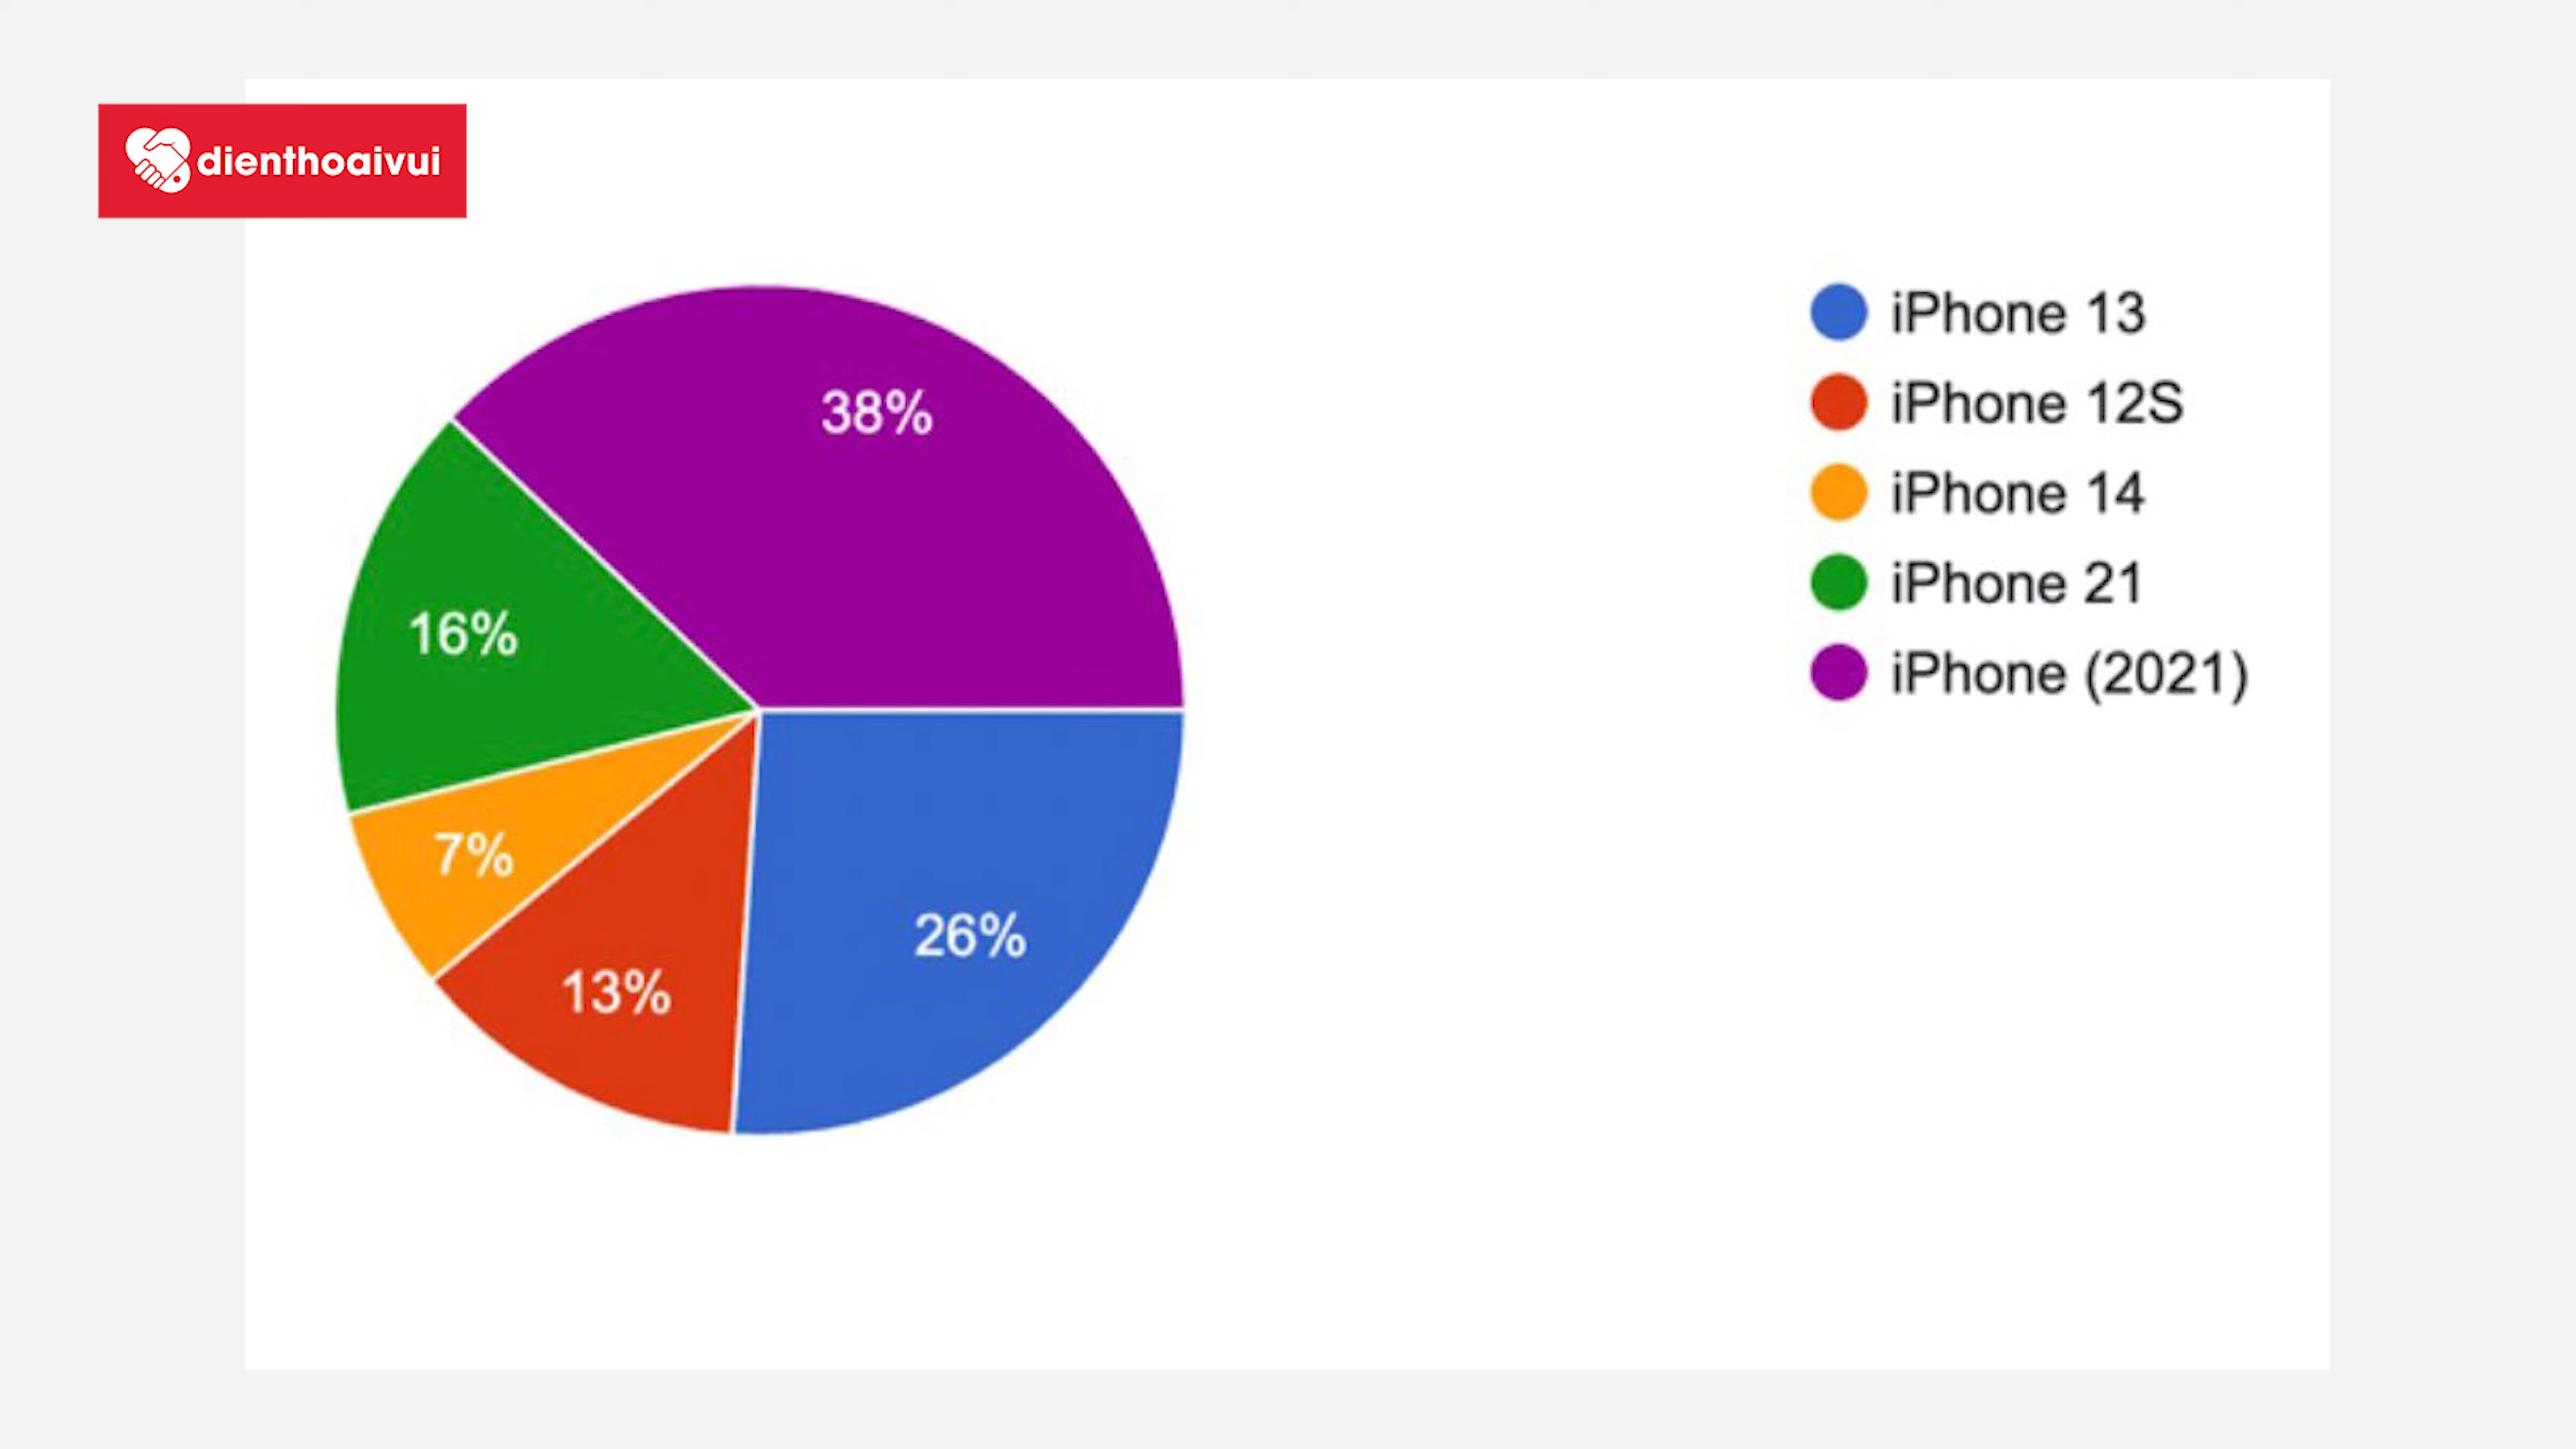 dienthoaivui
38%
16%
7%
13%
26%
iPhone 13
iPhone 12S
iPhone 14
iPhone 21
iPhone (2021)